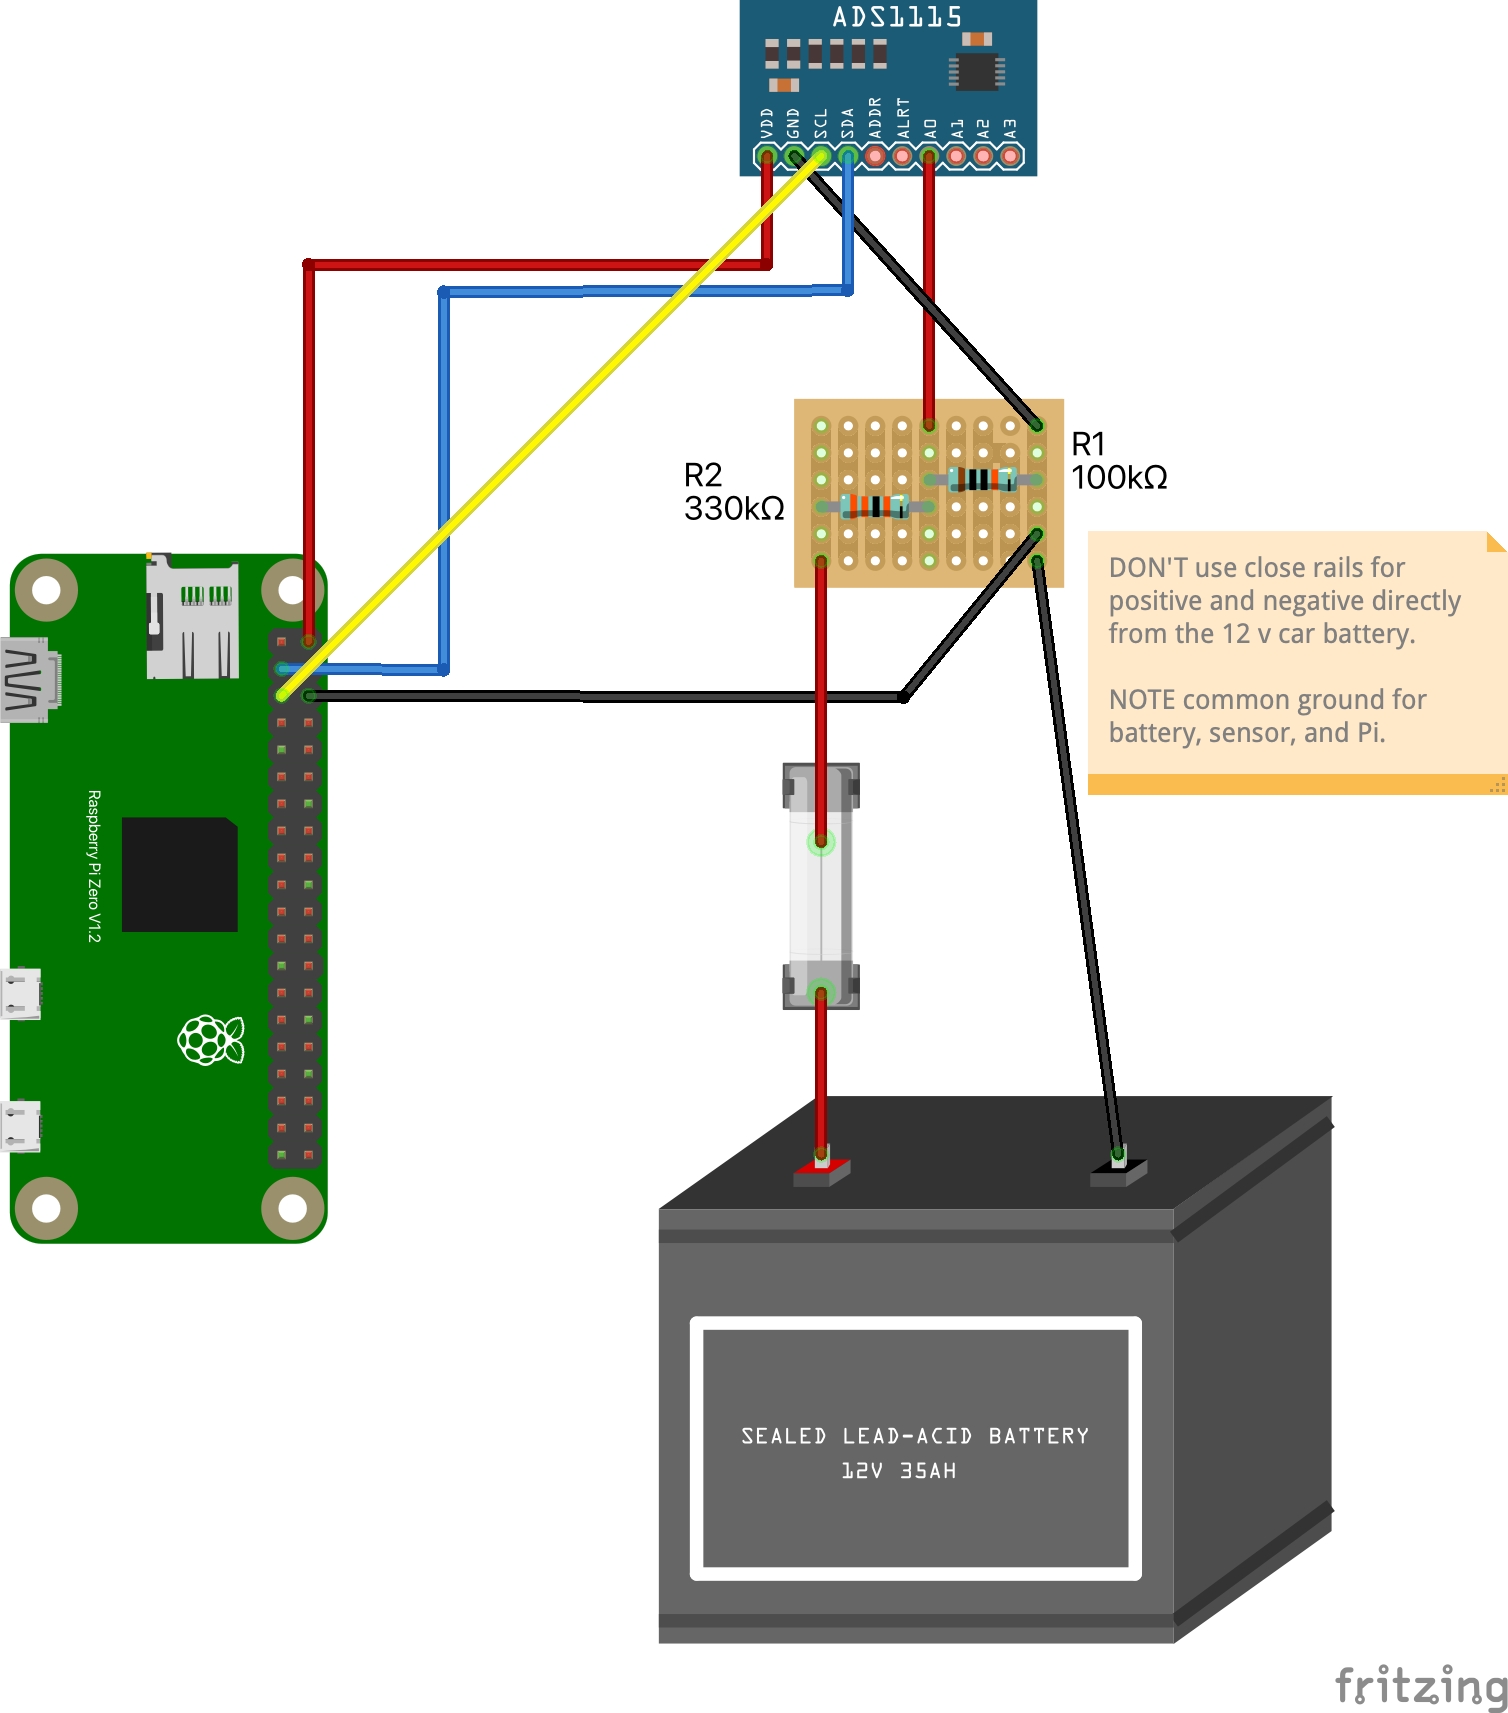 ADS1115
VDD
GND
SCL
SDA
ADDR
ALRT
A0
A1
A2
A3
R1
100kΩ
R2
330kΩ
DON'T use close rails for
positive and negative directly
from the 12 v car battery.
NOTE common ground for
battery, sensor, and Pi.
Raspberry Pi Zero V1.2
SEALED LEAD-ACID BATTERY
12V 35AH
fritzing